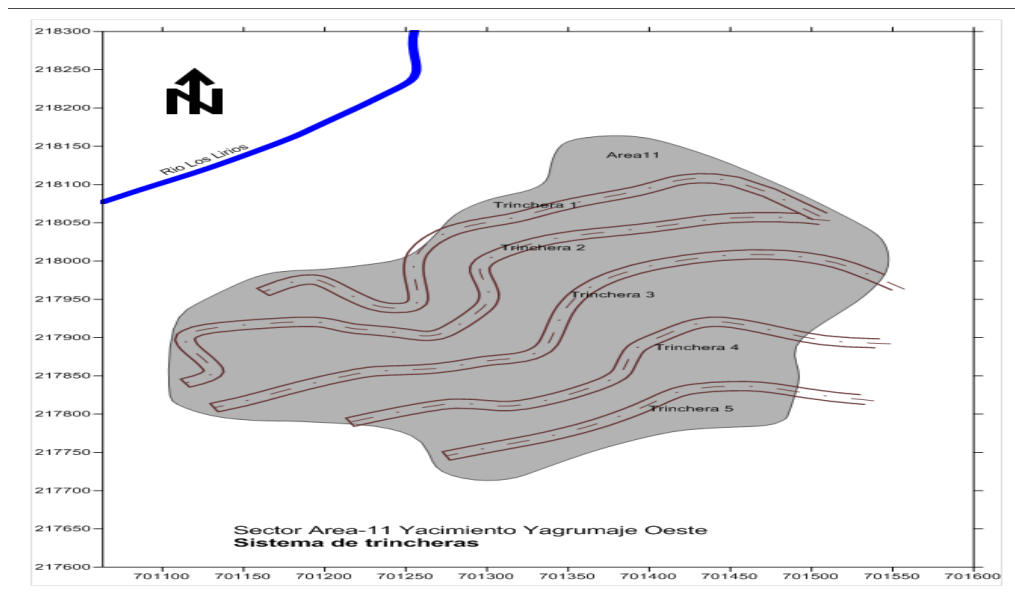 218300
218250
218200
218150
218100
218050
218000
217950
217900
217850
217800
217750
217700
217650
217600
N
Rio Los Lirios
Area11
Trinchera 1
Trinchera 2
Trinchera 3
Trinchera 4
Trinchera 5
Sector Area-11 Yacimiento Yagrumaje Oeste
Sistema de trincheras
701100 701150 701200 701250 701300 701350 701400 701450 701500 701550 701600